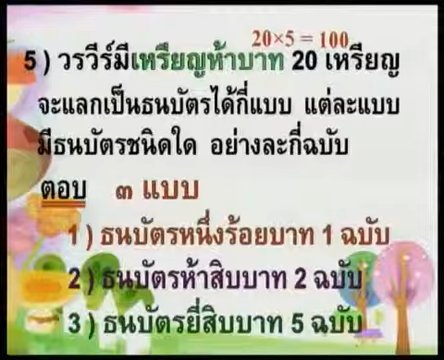 20×5 = 100
5 ) วรวีร์มีเหรียญห้าบาท 20 เหรียญ
จะแลกเป็นธนบัตรได้กี่แบบ แต่ละแบบ
มีธนบัตรชนิดใด อย่างละกี่ฉบับ
ตอบ ๓ แบบ
1 ) ธนบัตรหนึ่งร้อยบาท 1 ฉบับ
2 ) ธนบัตรห้าสิบบาท 2 ฉบับ
3 ) ธนบัตรยี่สิบบาท 5 ฉบับ